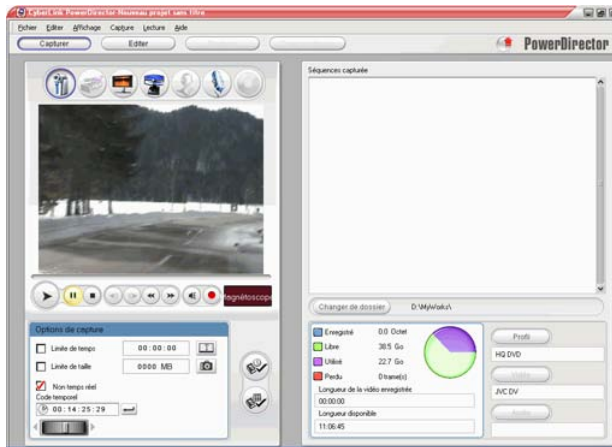 CyberLink PowerDirector-Nouveau projet sans titre
Fichier Editer Affichage Capture Lecture Aide
Capturer Editer
PowerDirector
Séquences capturée
Magnétoscope
Changer de dossier D:\MyWorks\
Options de capture
Limite de temps 00:00:00
Limite de taille 0000 MB
Non temps réel
Code temporel
00:14:25:29
Enregistré 0.0 Octet
Libre 38.5 Go
Utilisé 22.7 Go
Perdu 0 trame(s)
Longueur de la vidéo enregistrée
00:00:00
Longueur disponible
11:06:45
Profil
HQ DVD
Vidéo
JVC DV
Audio